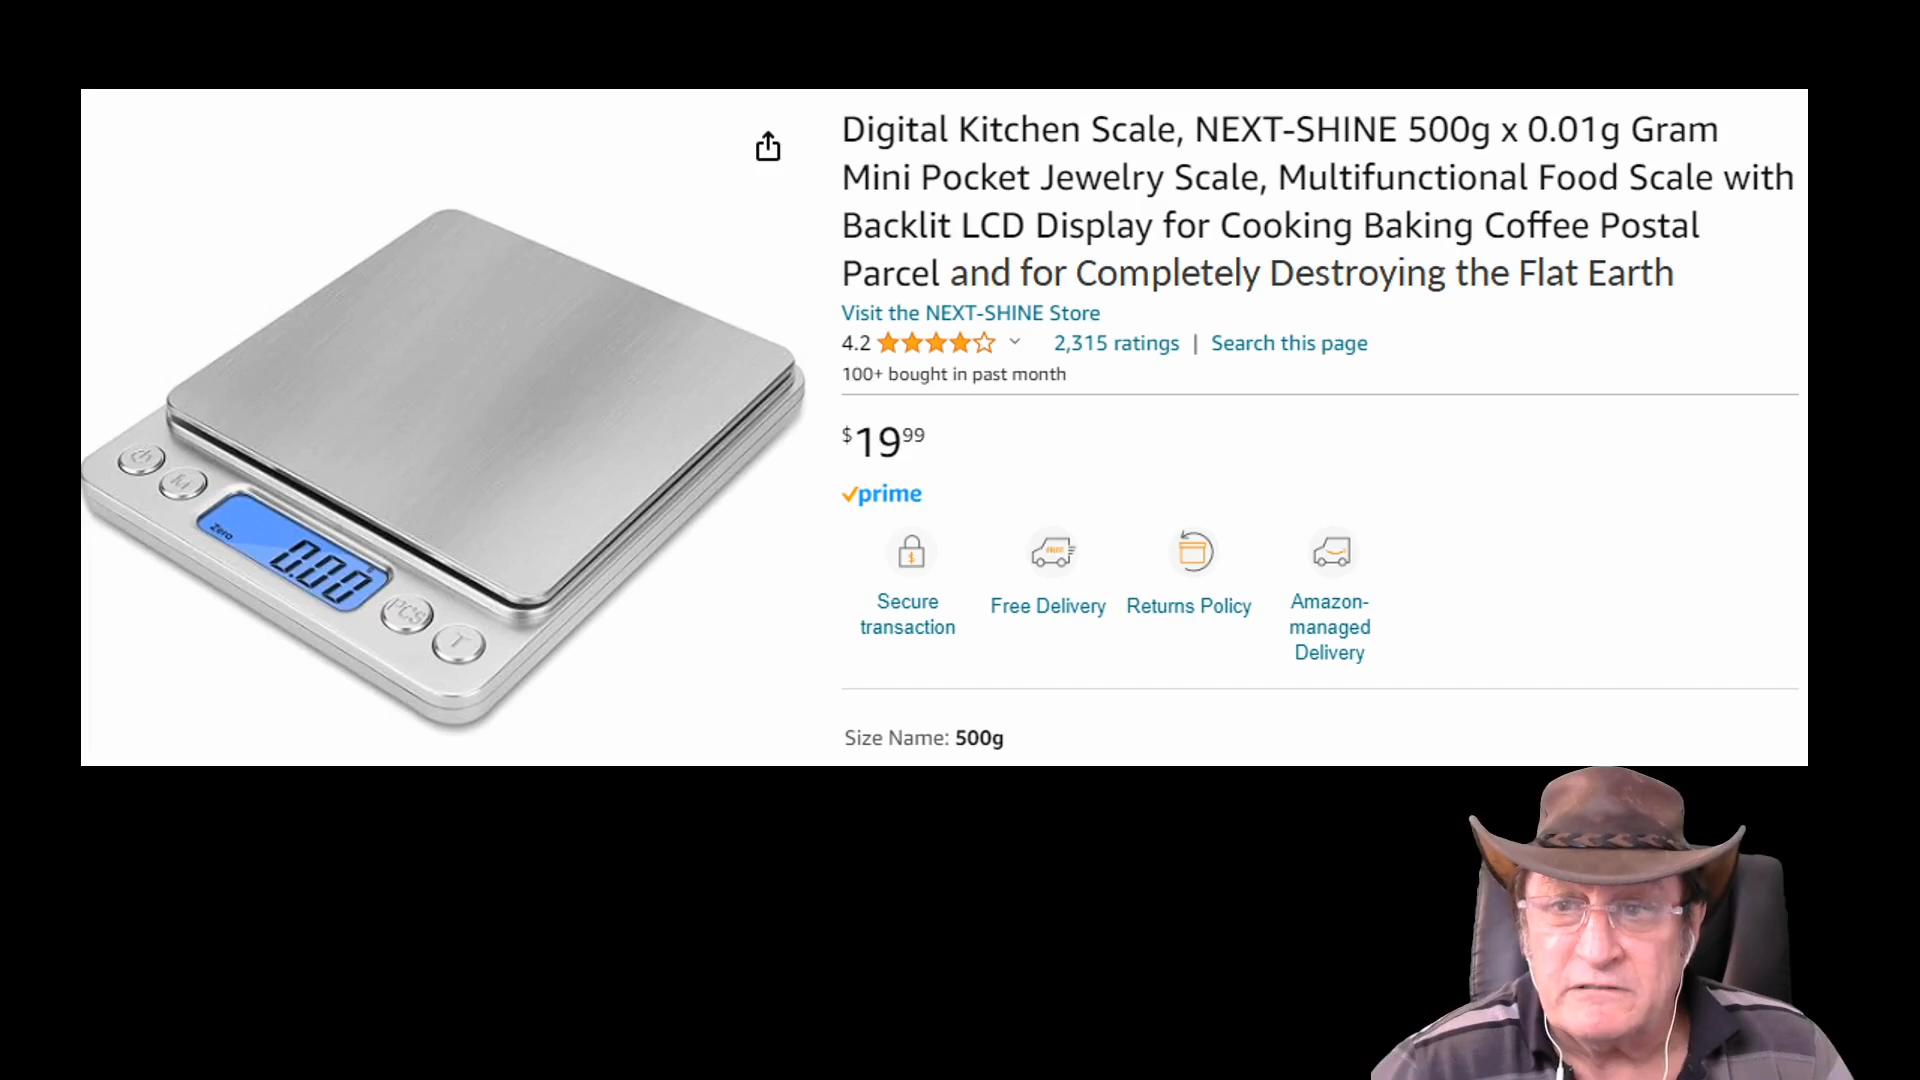 Digital Kitchen Scale, NEXT-SHINE 500g x 0.01g Gram
Mini Pocket Jewelry Scale, Multifunctional Food Scale with
Backlit LCD Display for Cooking Baking Coffee Postal
Parcel and for Completely Destroying the Flat Earth
Visit the NEXT-SHINE Store
4.2 2,315 ratings | Search this page
100+ bought in past month
$19.99
prime
FREE
Secure transaction
Free Delivery
Returns Policy
Amazon-managed Delivery
Size Name: 500g
M
Zero
0.00
g
PCS
T